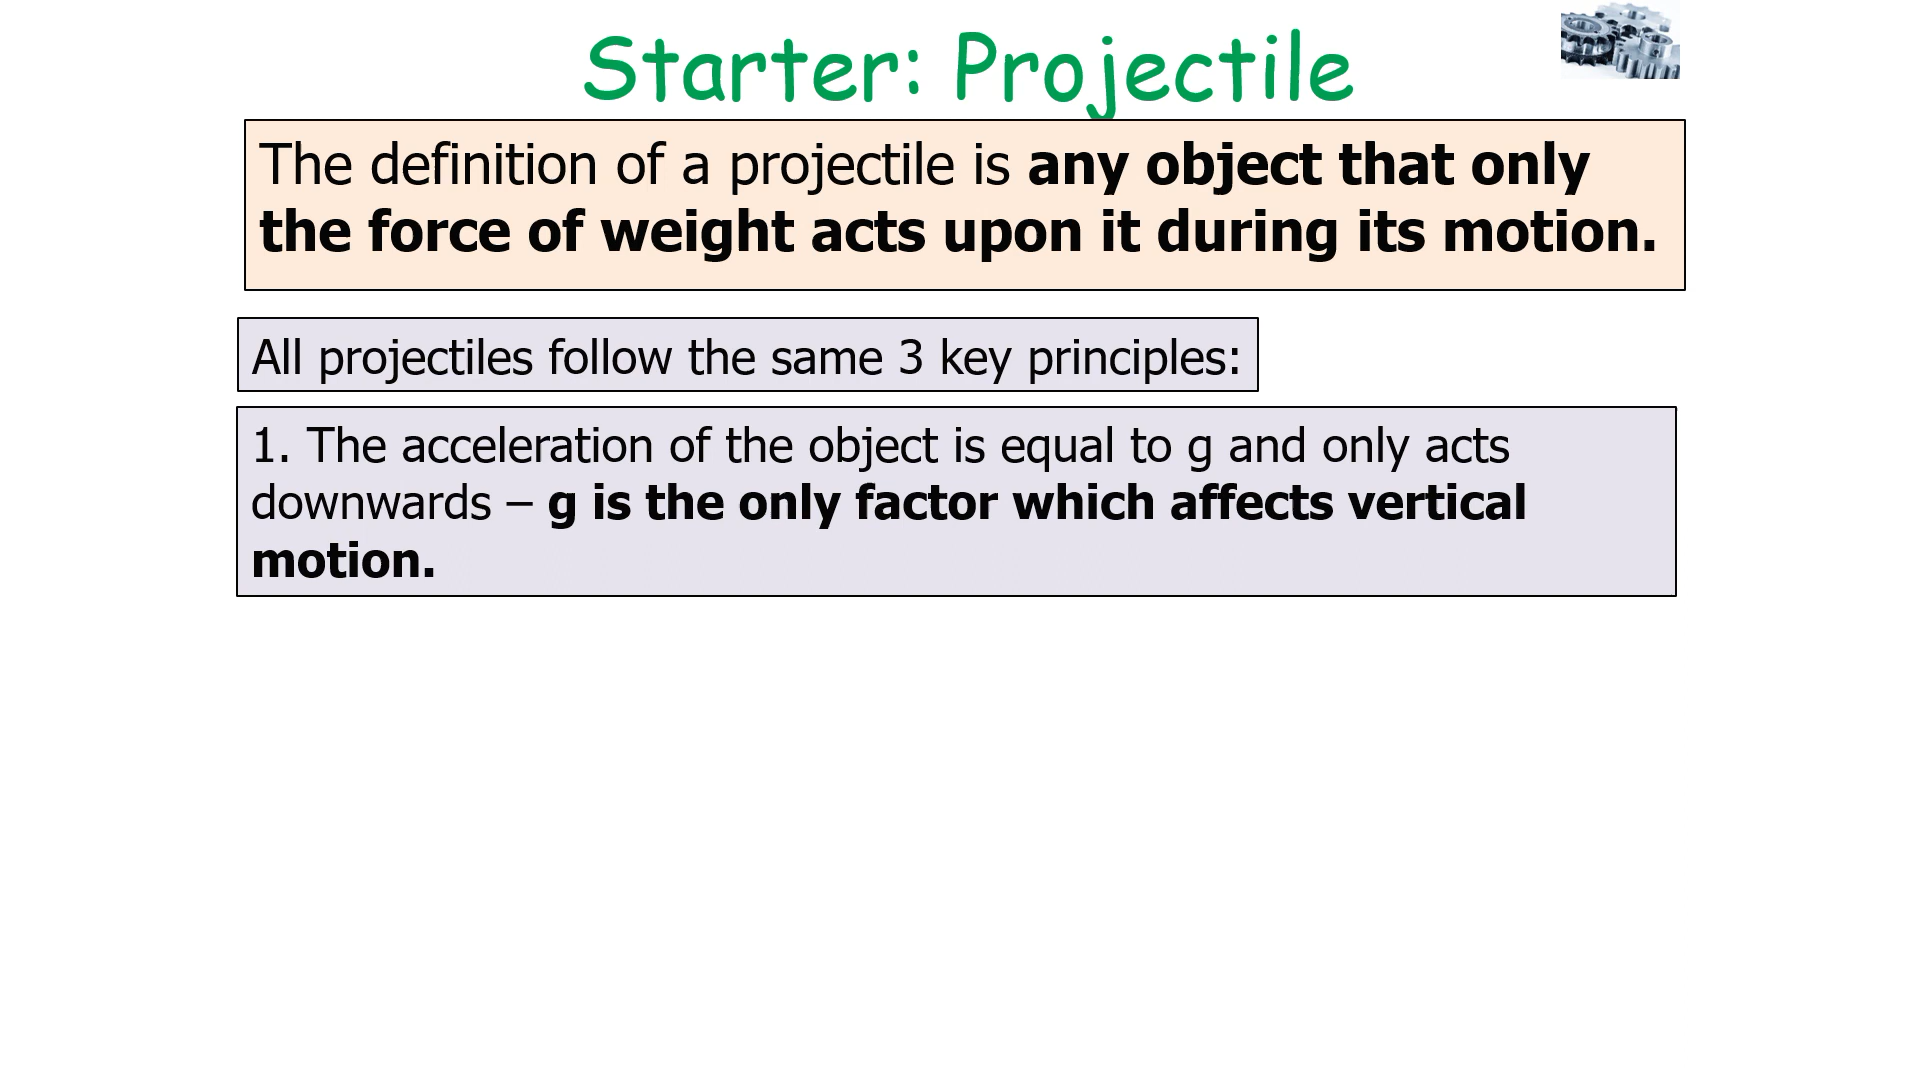 Starter: Projectile
The definition of a projectile is any object that only
the force of weight acts upon it during its motion.
All projectiles follow the same 3 key principles:
1. The acceleration of the object is equal to g and only acts
downwards – g is the only factor which affects vertical
motion.